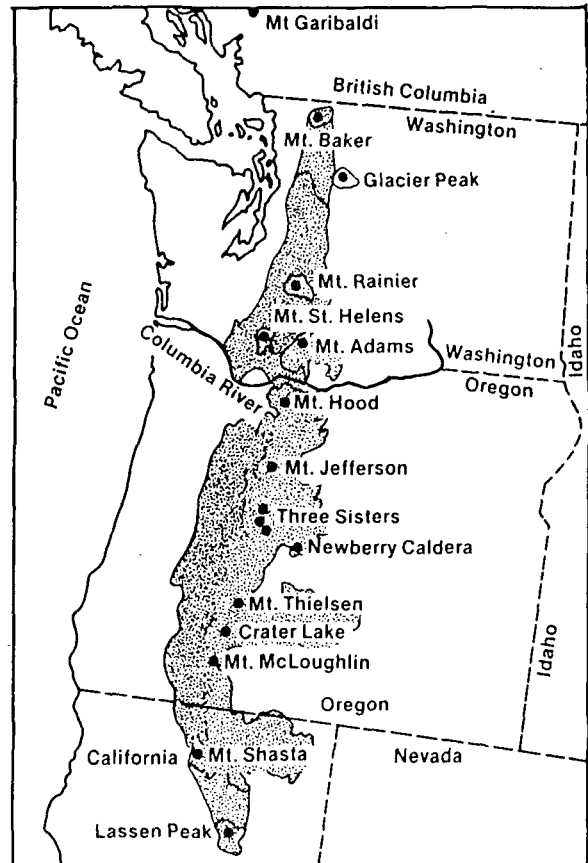 Mt Garibaldi
British Columbia
Washington
Mt. Baker
Glacier Peak
Mt. Rainier
Mt. St. Helens
Mt. Adams
Pacific Ocean
Columbia River
Washington
Oregon
Idaho
Mt. Hood
Mt. Jefferson
Three Sisters
Newberry Caldera
Mt. Thielsen
Crater Lake
Mt. McLoughlin
Idaho
Oregon
California
Mt. Shasta
Nevada
Lassen Peak